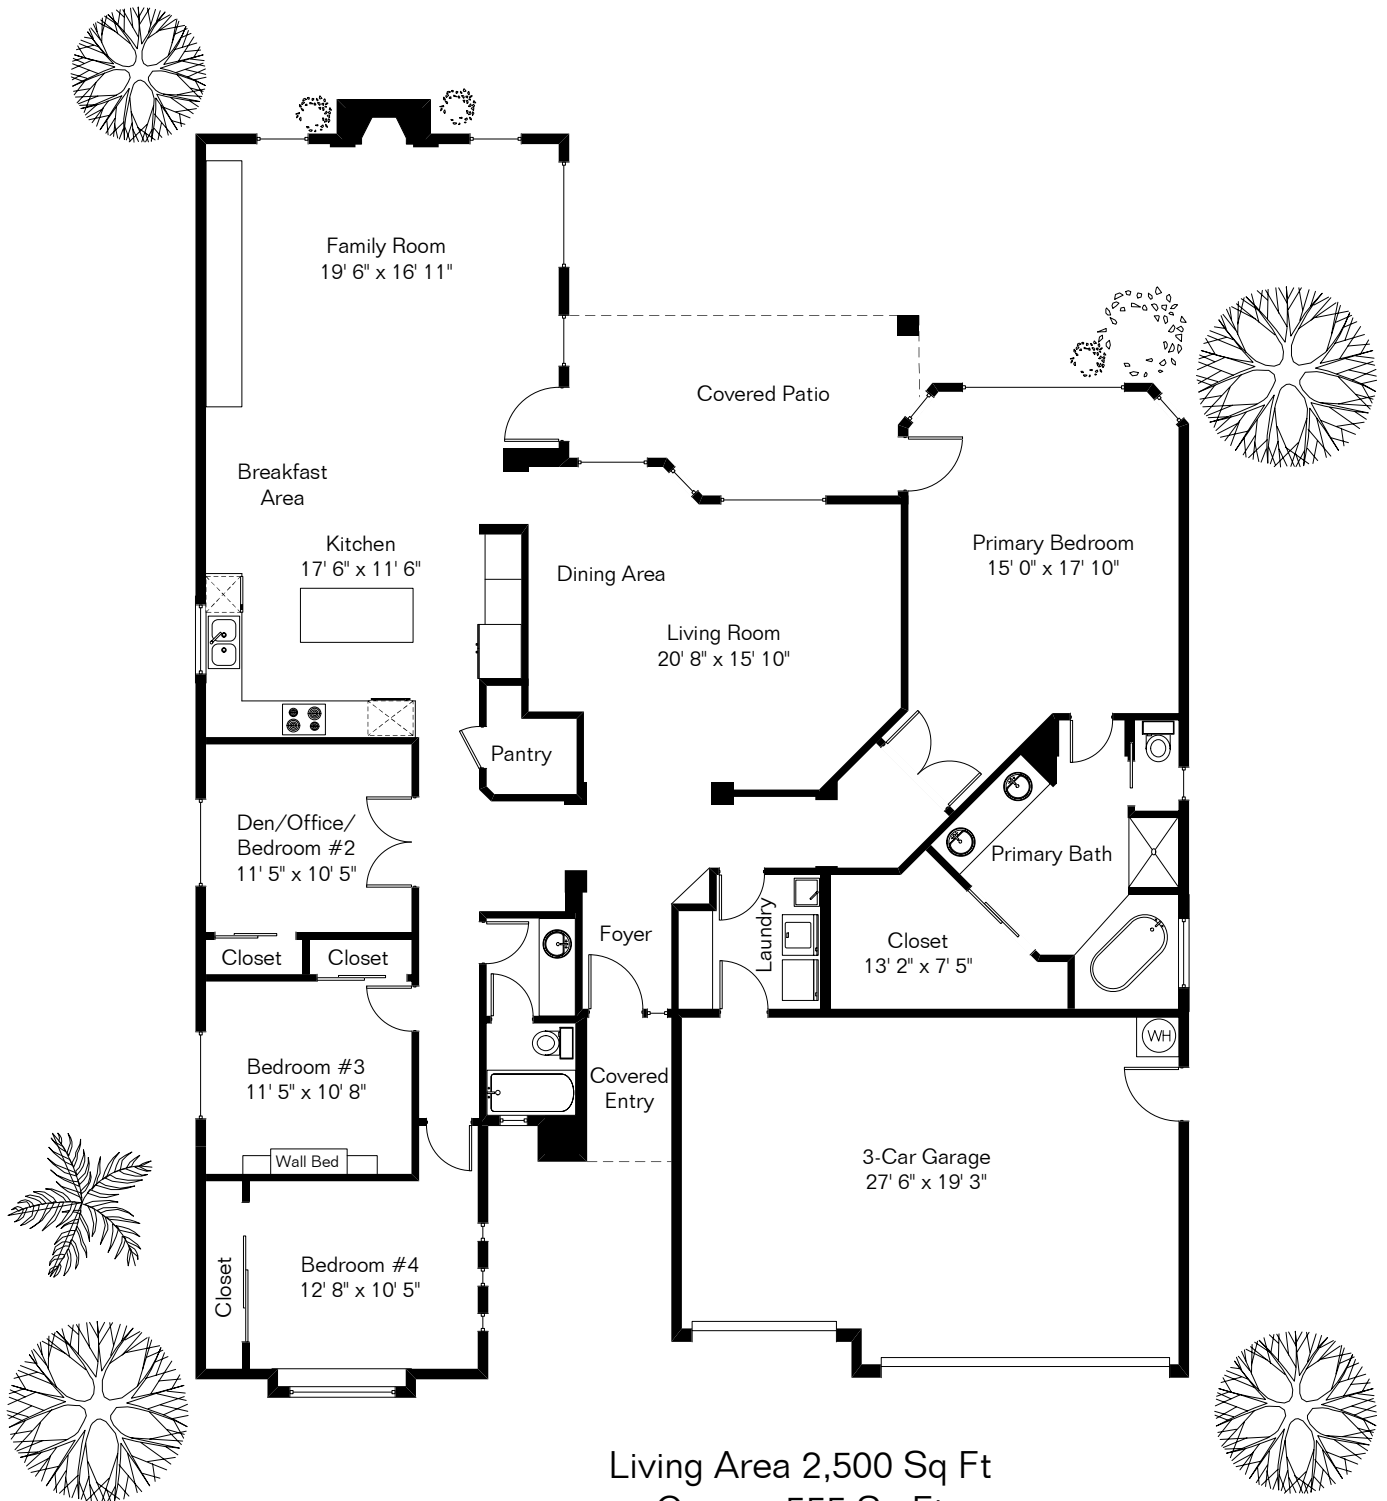 Family Room
19' 6" x 16' 11"
Covered Patio
Breakfast
Area
Kitchen
17' 6" x 11' 6"
Dining Area
Primary Bedroom
15' 0" x 17' 10"
Living Room
20' 8" x 15' 10"
Pantry
Den/Office/
Bedroom #2
11' 5" x 10' 5"
Primary Bath
Closet
Closet
Foyer
Laundry
Closet
13' 2" x 7' 5"
WH
Bedroom #3
11' 5" x 10' 8"
Covered
Entry
Wall Bed
3-Car Garage
27' 6" x 19' 3"
Closet
Bedroom #4
12' 8" x 10' 5"
Living Area 2,500 Sq Ft